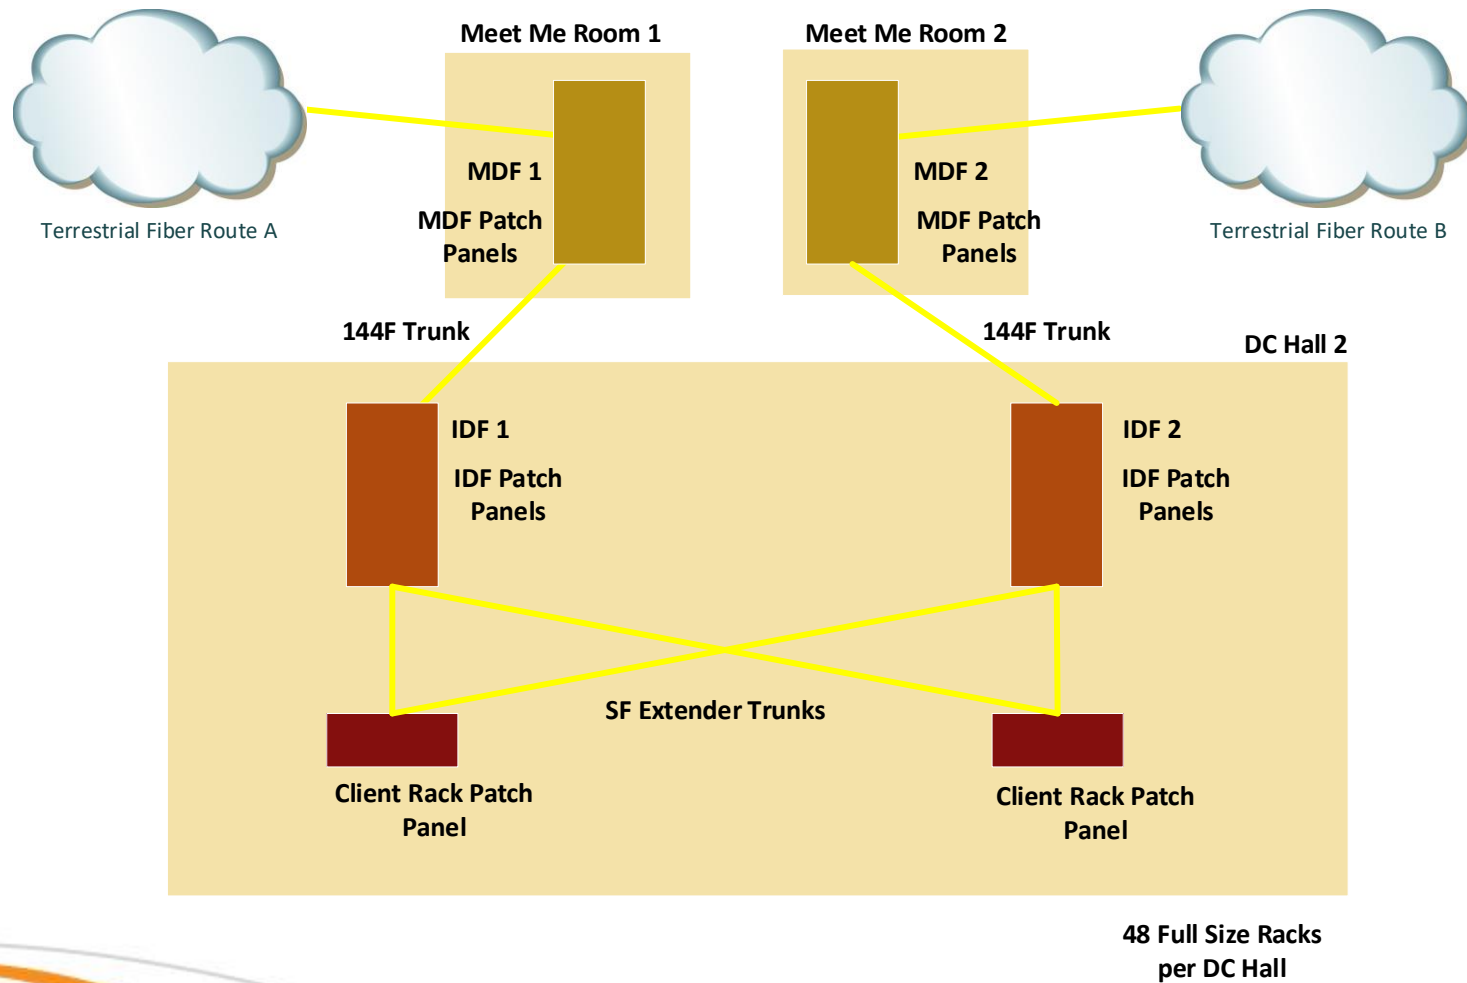 Meet Me Room 1
Meet Me Room 2
MDF 1
MDF Patch
Panels
MDF 2
MDF Patch
Panels
Terrestrial Fiber Route A
Terrestrial Fiber Route B
144F Trunk
144F Trunk
DC Hall 2
IDF 1
IDF Patch
Panels
IDF 2
IDF Patch
Panels
SF Extender Trunks
Client Rack Patch
Panel
Client Rack Patch
Panel
48 Full Size Racks
per DC Hall